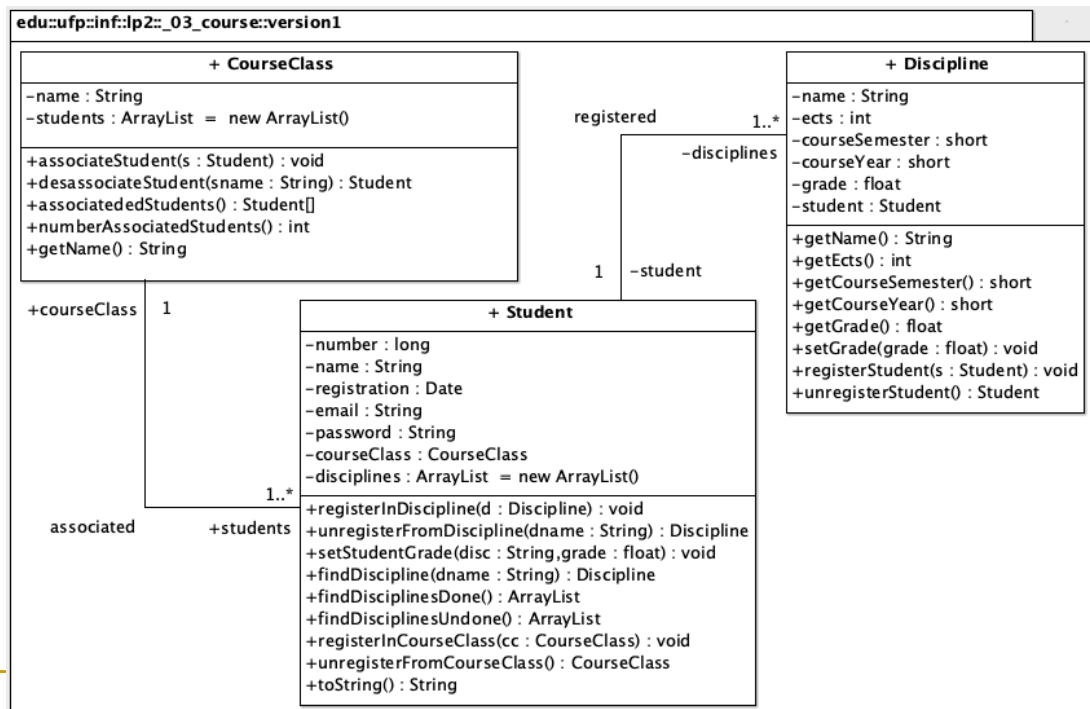 edu::ufp::inf::lp2::_03_course::version1
+ CourseClass
-name : String
-students : ArrayList = new ArrayList()
+associateStudent(s : Student) : void
+desassociateStudent(sname : String) : Student
+associatededStudents() : Student[]
+numberAssociatedStudents() : int
+getName() : String
+ Discipline
-name : String
-ects : int
-courseSemester : short
-courseYear : short
-grade : float
-student : Student
+getName() : String
+getEcts() : int
+getCourseSemester() : short
+getCourseYear() : short
+getGrade() : float
+setGrade(grade : float) : void
+registerStudent(s : Student) : void
+unregisterStudent() : Student
registered
1..*
-disciplines
1
-student
+courseClass
1
+ Student
-number : long
-name : String
-registration : Date
-email : String
-password : String
-courseClass : CourseClass
-disciplines : ArrayList = new ArrayList()
+registerInDiscipline(d : Discipline) : void
+unregisterFromDiscipline(dname : String) : Discipline
+setStudentGrade(disc : String,grade : float) : void
+findDiscipline(dname : String) : Discipline
+findDisciplinesDone() : ArrayList
+findDisciplinesUndone() : ArrayList
+registerInCourseClass(cc : CourseClass) : void
+unregisterFromCourseClass() : CourseClass
+toString() : String
1..*
associated
+students